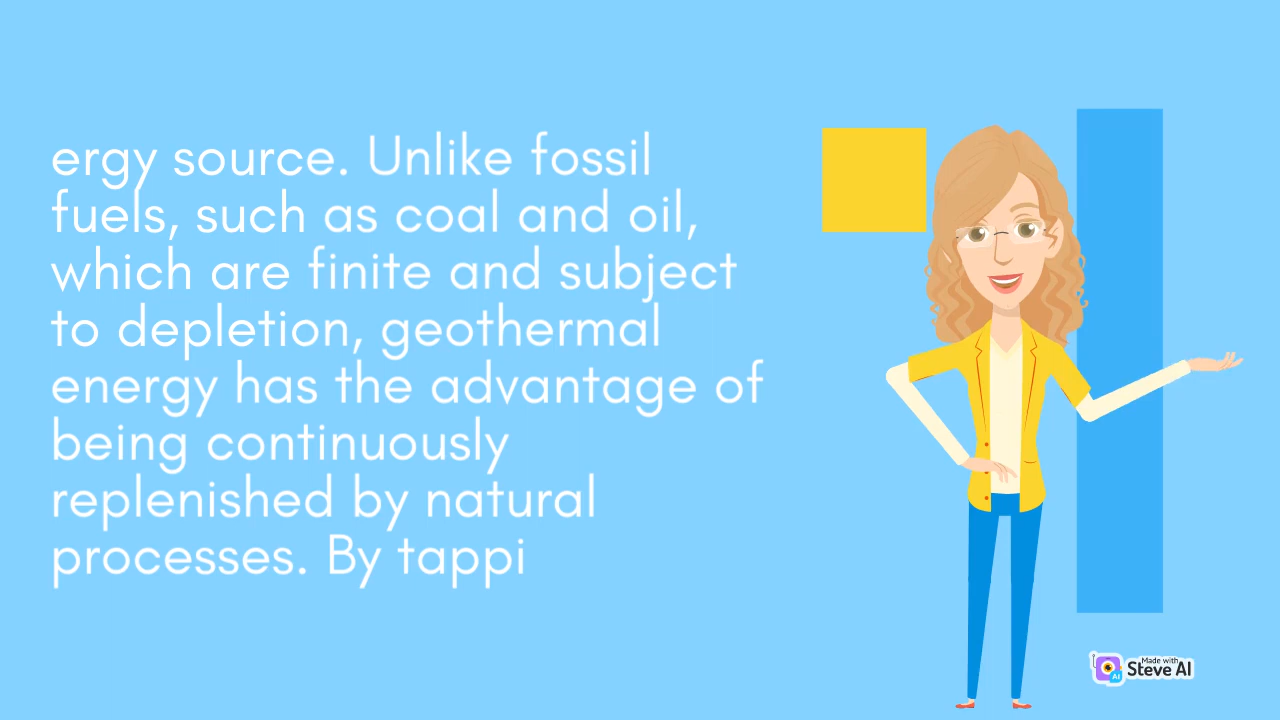 ergy source. Unlike fossil
fuels, such as coal and oil,
which are finite and subject
to depletion, geothermal
energy has the advantage of
being continuously
replenished by natural
processes. By tappi
Made with
Steve AI
AI